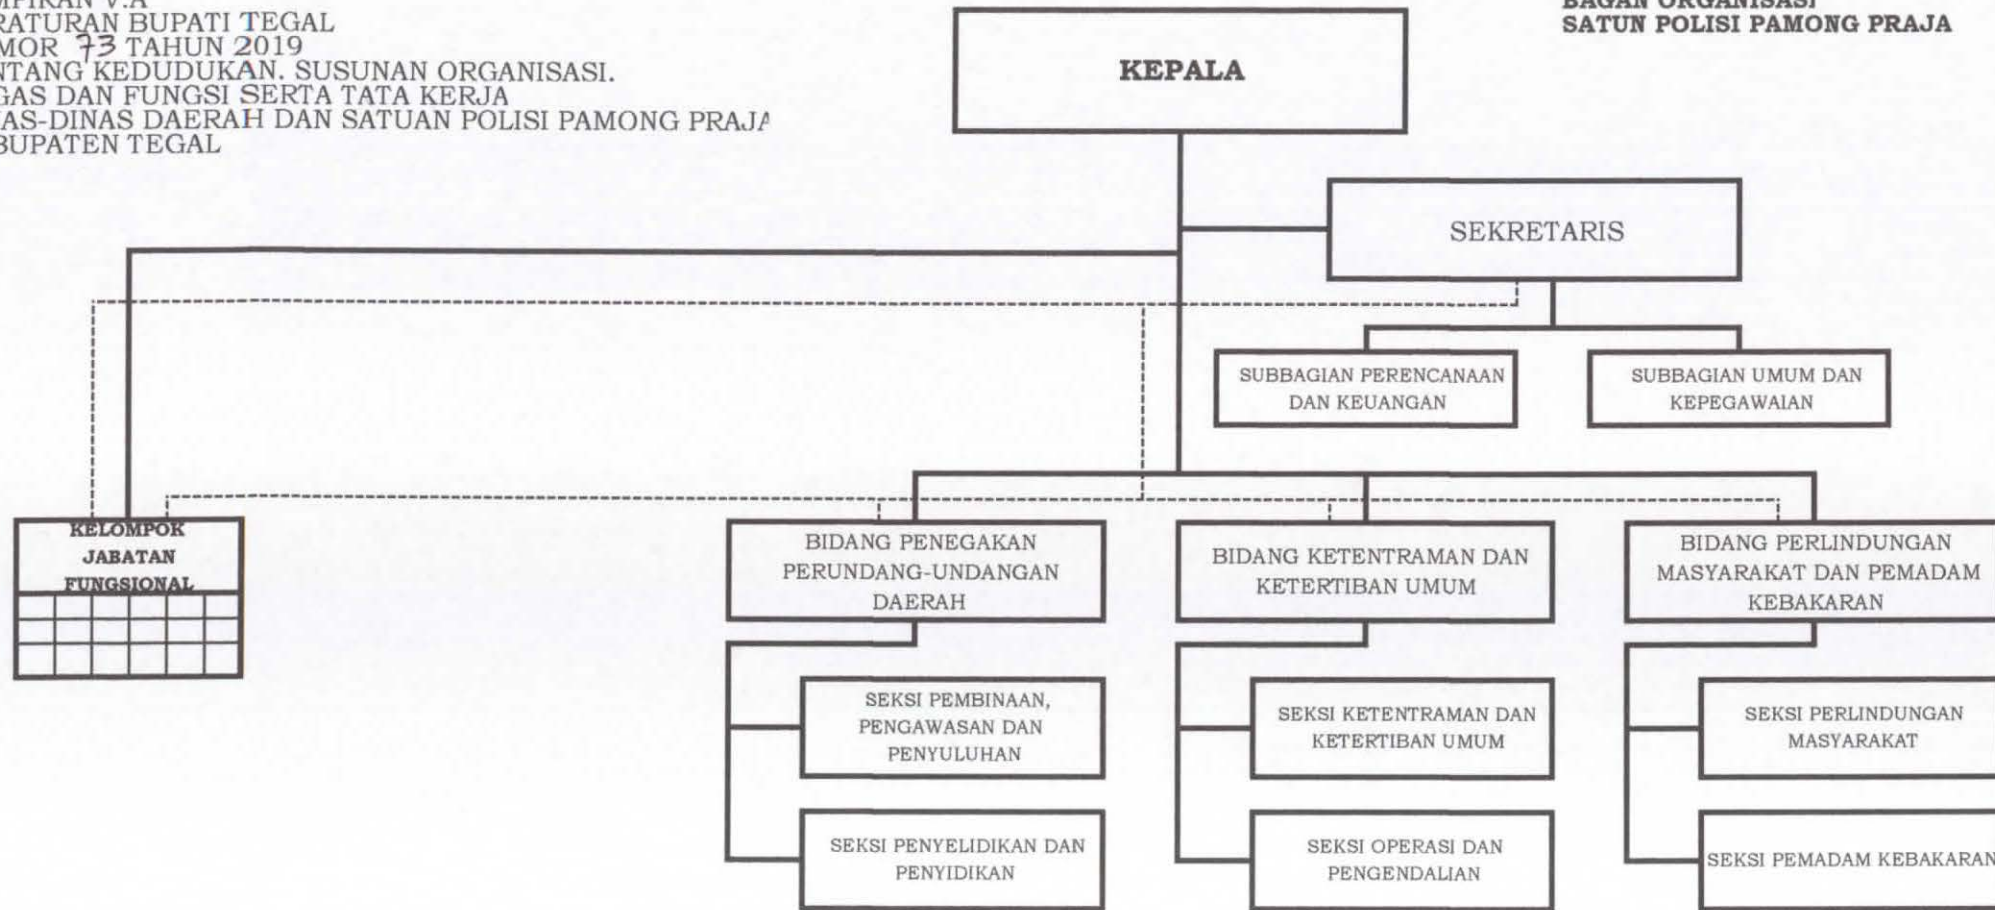 MPIRAN V.A
RATURAN BUPATI TEGAL
MOR 73 TAHUN 2019
NTANG KEDUDUKAN. SUSUNAN ORGANISASI.
GAS DAN FUNGSI SERTA TATA KERJA
NAS-DINAS DAERAH DAN SATUAN POLISI PAMONG PRAJA
BUPATEN TEGAL
BAGAN ORGANISASI
SATUN POLISI PAMONG PRAJA
KEPALA
SEKRETARIS
SUBBAGIAN PERENCANAAN
DAN KEUANGAN
SUBBAGIAN UMUM DAN
KEPEGAWAIAN
KELOMPOK
JABATAN
FUNGSIONAL
BIDANG PENEGAKAN
PERUNDANG-UNDANGAN
DAERAH
BIDANG KETENTRAMAN DAN
KETERTIBAN UMUM
BIDANG PERLINDUNGAN
MASYARAKAT DAN PEMADAM
KEBAKARAN
SEKSI PEMBINAAN,
PENGAWASAN DAN
PENYULUHAN
SEKSI KETENTRAMAN DAN
KETERTIBAN UMUM
SEKSI PERLINDUNGAN
MASYARAKAT
SEKSI PENYELIDIKAN DAN
PENYIDIKAN
SEKSI OPERASI DAN
PENGENDALIAN
SEKSI PEMADAM KEBAKARAN